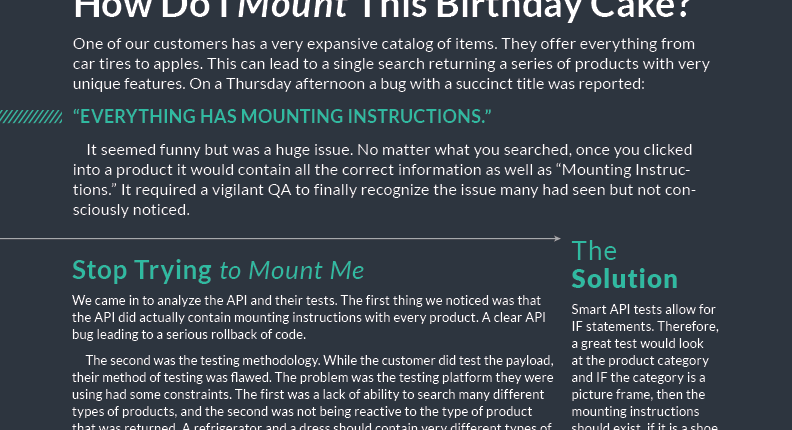 How Do I Mount This Birthday Cake?
One of our customers has a very expansive catalog of items. They offer everything from
car tires to apples. This can lead to a single search returning a series of products with very
unique features. On a Thursday afternoon a bug with a succinct title was reported:
“EVERYTHING HAS MOUNTING INSTRUCTIONS.”
It seemed funny but was a huge issue. No matter what you searched, once you clicked
into a product it would contain all the correct information as well as “Mounting Instruc-
tions.” It required a vigilant QA to finally recognize the issue many had seen but not con-
sciously noticed.
Stop Trying to Mount Me
We came in to analyze the API and their tests. The first thing we noticed was that
the API did actually contain mounting instructions with every product. A clear API
bug leading to a serious rollback of code.
The second was the testing methodology. While the customer did test the payload,
their method of testing was flawed. The problem was the testing platform they were
using had some constraints. The first was a lack of ability to search many different
types of products, and the second was not being reactive to the type of product
that was returned. A refrigerator and a dress should contain very different types of
The
Solution
Smart API tests allow for
IF statements. Therefore,
a great test would look
at the product category
and IF the category is a
picture frame, then the
mounting instructions
should exist, if it is a shoe